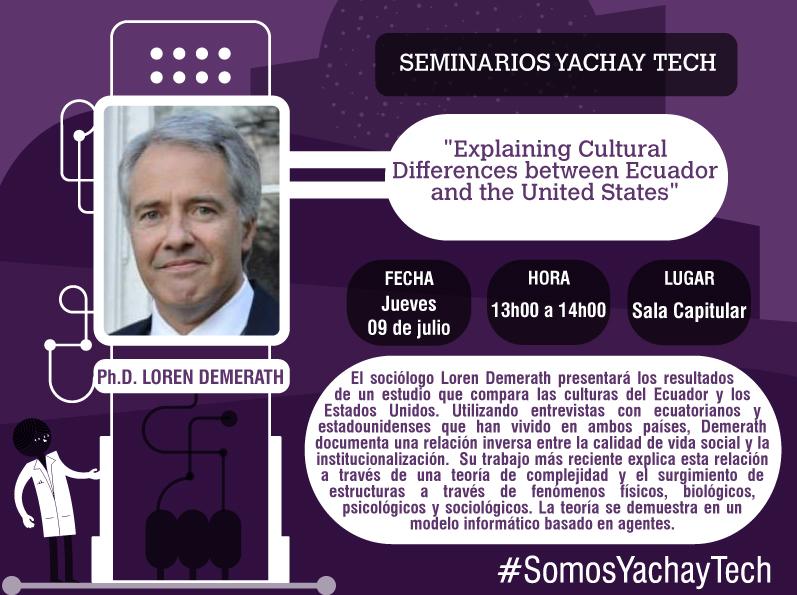 SEMINARIOS YACHAY TECH
"Explaining Cultural
Differences between Ecuador
and the United States"
FECHA
Jueves
09 de julio
HORA
13h00 a 14h00
LUGAR
Sala Capitular
Ph.D. LOREN DEMERATH
El sociólogo Loren Demerath presentará los resultados
de un estudio que compara las culturas del Ecuador y los
Estados Unidos. Utilizando entrevistas con ecuatorianos y
estadounidenses que han vivido en ambos países, Demerath
documenta una relación inversa entre la calidad de vida social y la
institucionalización. Su trabajo más reciente explica esta relación
a través de una teoría de complejidad y el surgimiento de
estructuras a través de fenómenos físicos, biológicos,
psicológicos y sociológicos. La teoría se demuestra en un
modelo informático basado en agentes.
#SomosYachayTech